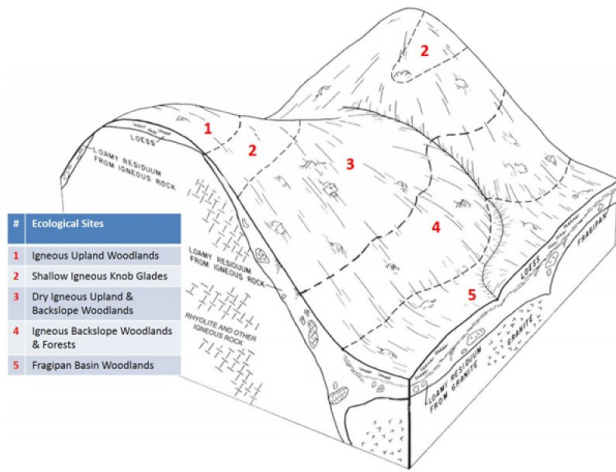 2
1
2
3
4
5
LOESS
LOAMY RESIDUUM
FROM IGNEOUS ROCK
LOAMY RESIDUUM
FROM IGNEOUS ROCK
RHYOLITE AND OTHER
IGNEOUS ROCK
LOESS
FRAGIPAN
GRANITE
LOAMY RESIDUUM
FROM GRANITE
# Ecological Sites
1 Igneous Upland Woodlands
2 Shallow Igneous Knob Glades
3 Dry Igneous Upland &
Backslope Woodlands
4 Igneous Backslope Woodlands
& Forests
5 Fragipan Basin Woodlands